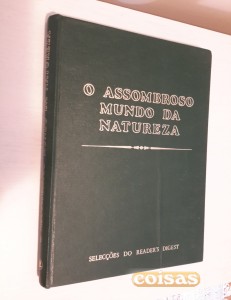 O ASSOMBROSO
MUNDO DA
NATUREZA
SELECÇÕES DO READER'S DIGEST
coisas